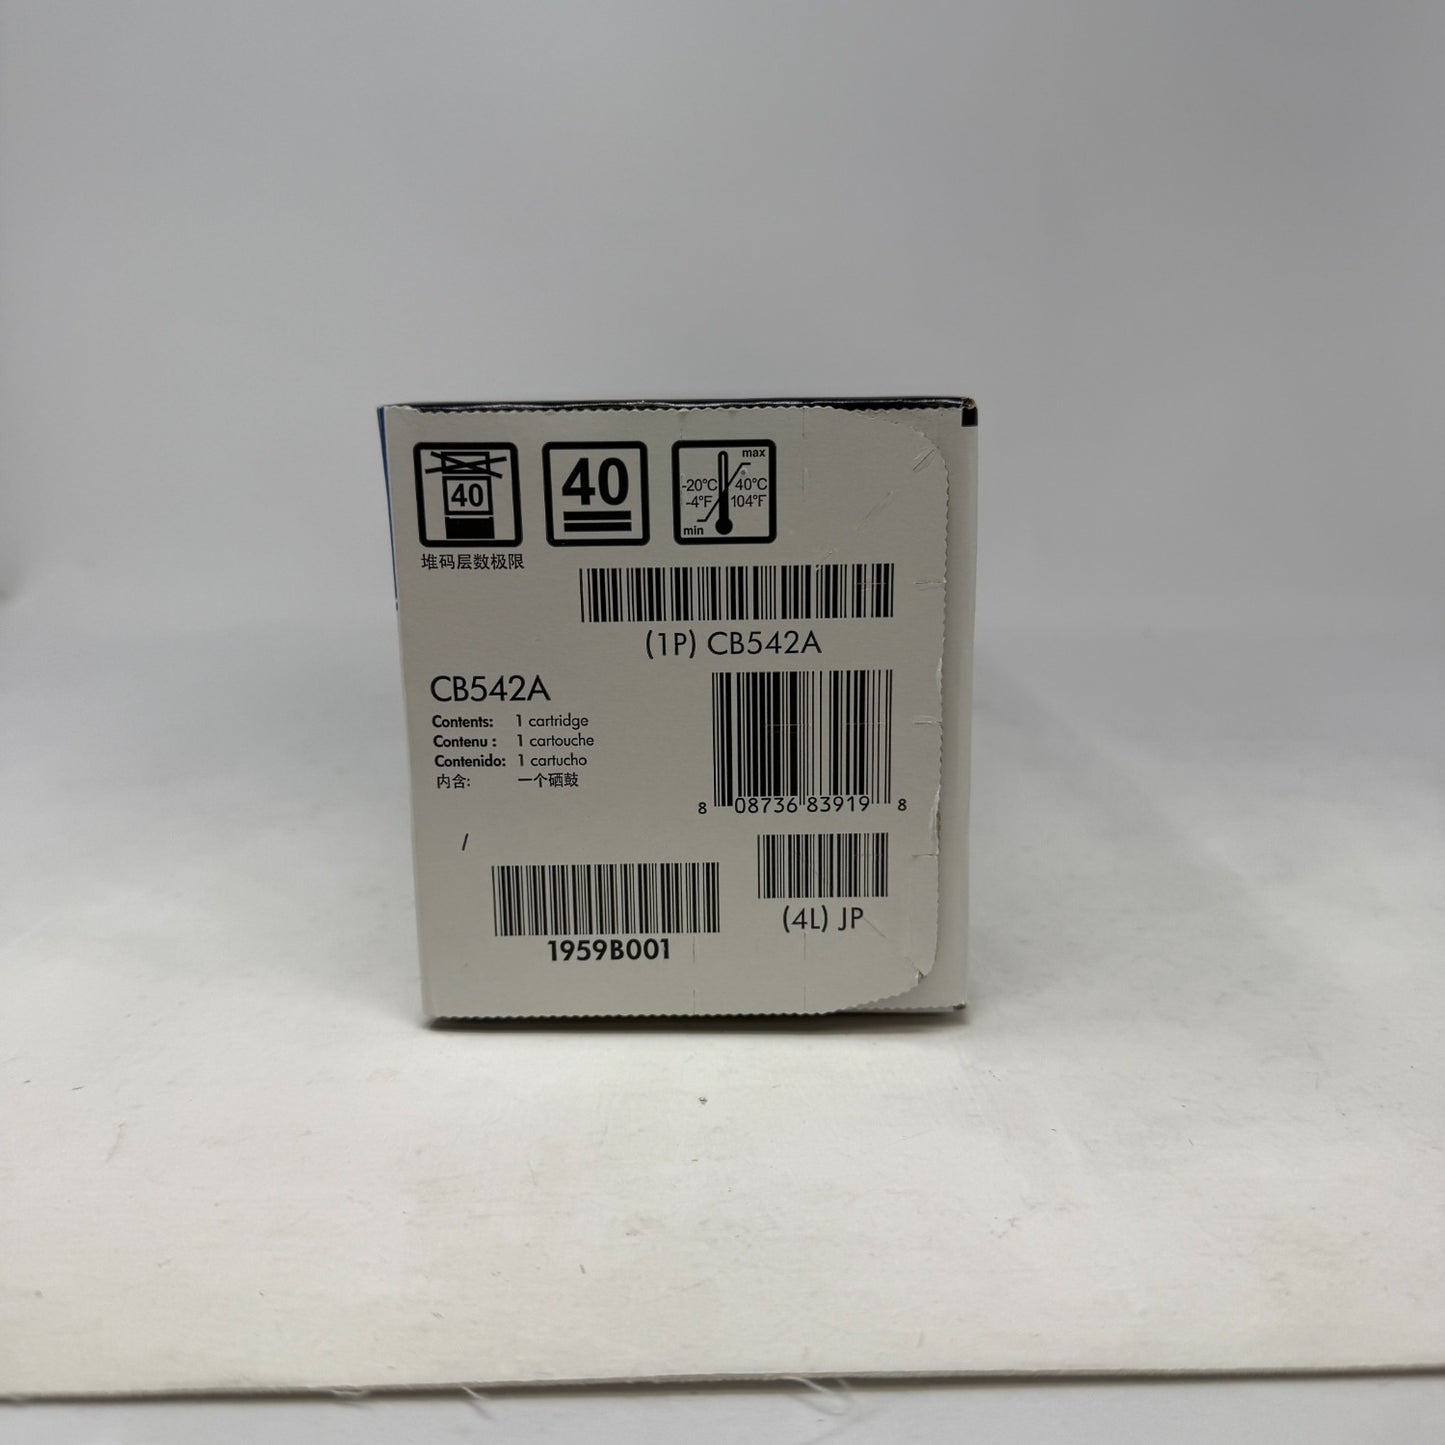 40
40
max
-20°C 40°C
-4°F 104°F
min
堆码层数极限
(1P) CB542A
CB542A
Contents: 1 cartridge
Contenu : 1 cartouche
Contenido: 1 cartucho
内含: 一个硒鼓
8 08736 83919 8
/
1959B001
(4L) JP